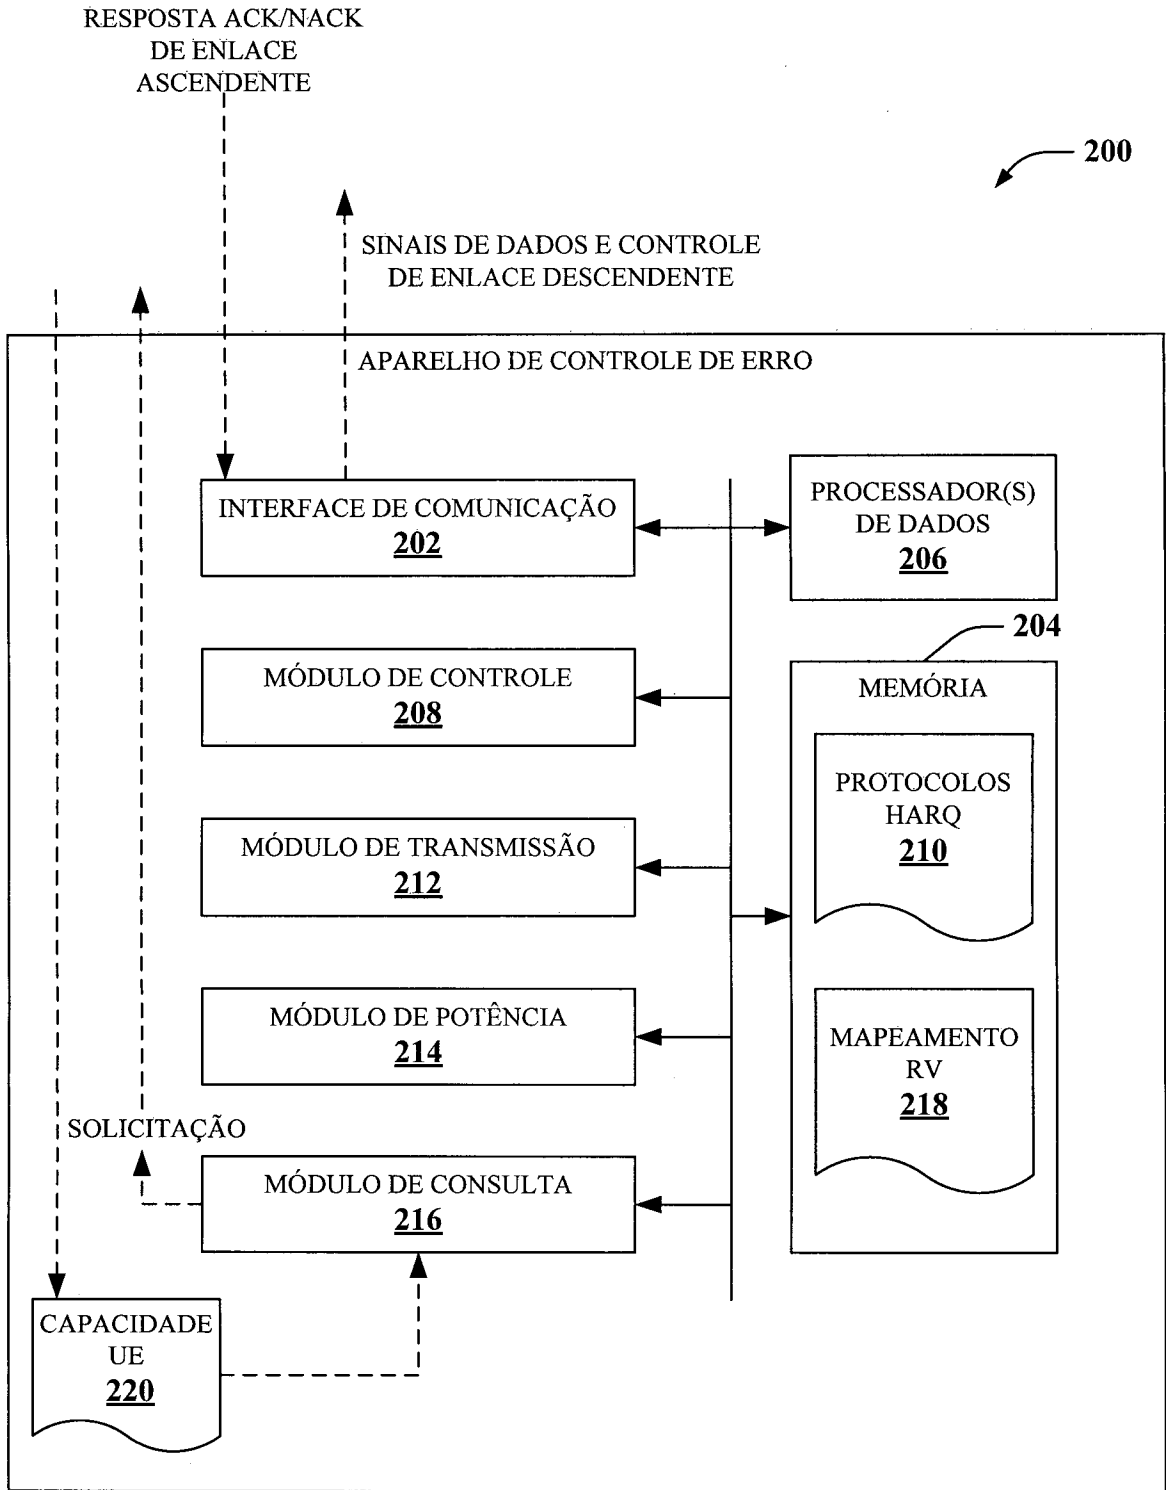 RESPOSTA ACK/NACK
DE ENLACE
ASCENDENTE
200
SINAIS DE DADOS E CONTROLE
DE ENLACE DESCENDENTE
APARELHO DE CONTROLE DE ERRO
INTERFACE DE COMUNICAÇÃO
202
PROCESSADOR(S)
DE DADOS
206
204
MÓDULO DE CONTROLE
208
MEMÓRIA
PROTOCOLOS
HARQ
210
MÓDULO DE TRANSMISSÃO
212
MÓDULO DE POTÊNCIA
214
MAPEAMENTO
RV
218
SOLICITAÇÃO
MÓDULO DE CONSULTA
216
CAPACIDADE
UE
220